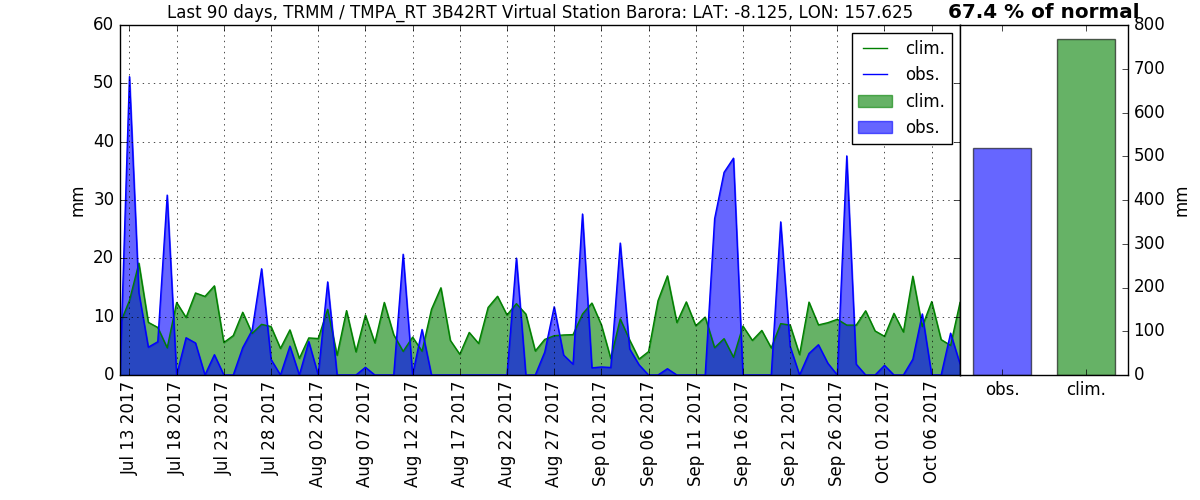 Last 90 days, TRMM / TMPA_RT 3B42RT Virtual Station Barora: LAT: -8.125, LON: 157.625
67.4 % of normal
60
50
40
30
20
10
0
mm
clim.
obs.
clim.
obs.
Jul 13 2017
Jul 18 2017
Jul 23 2017
Jul 28 2017
Aug 02 2017
Aug 07 2017
Aug 12 2017
Aug 17 2017
Aug 22 2017
Aug 27 2017
Sep 01 2017
Sep 06 2017
Sep 11 2017
Sep 16 2017
Sep 21 2017
Sep 26 2017
Oct 01 2017
Oct 06 2017
800
700
600
500
400
300
200
100
0
mm
obs.
clim.